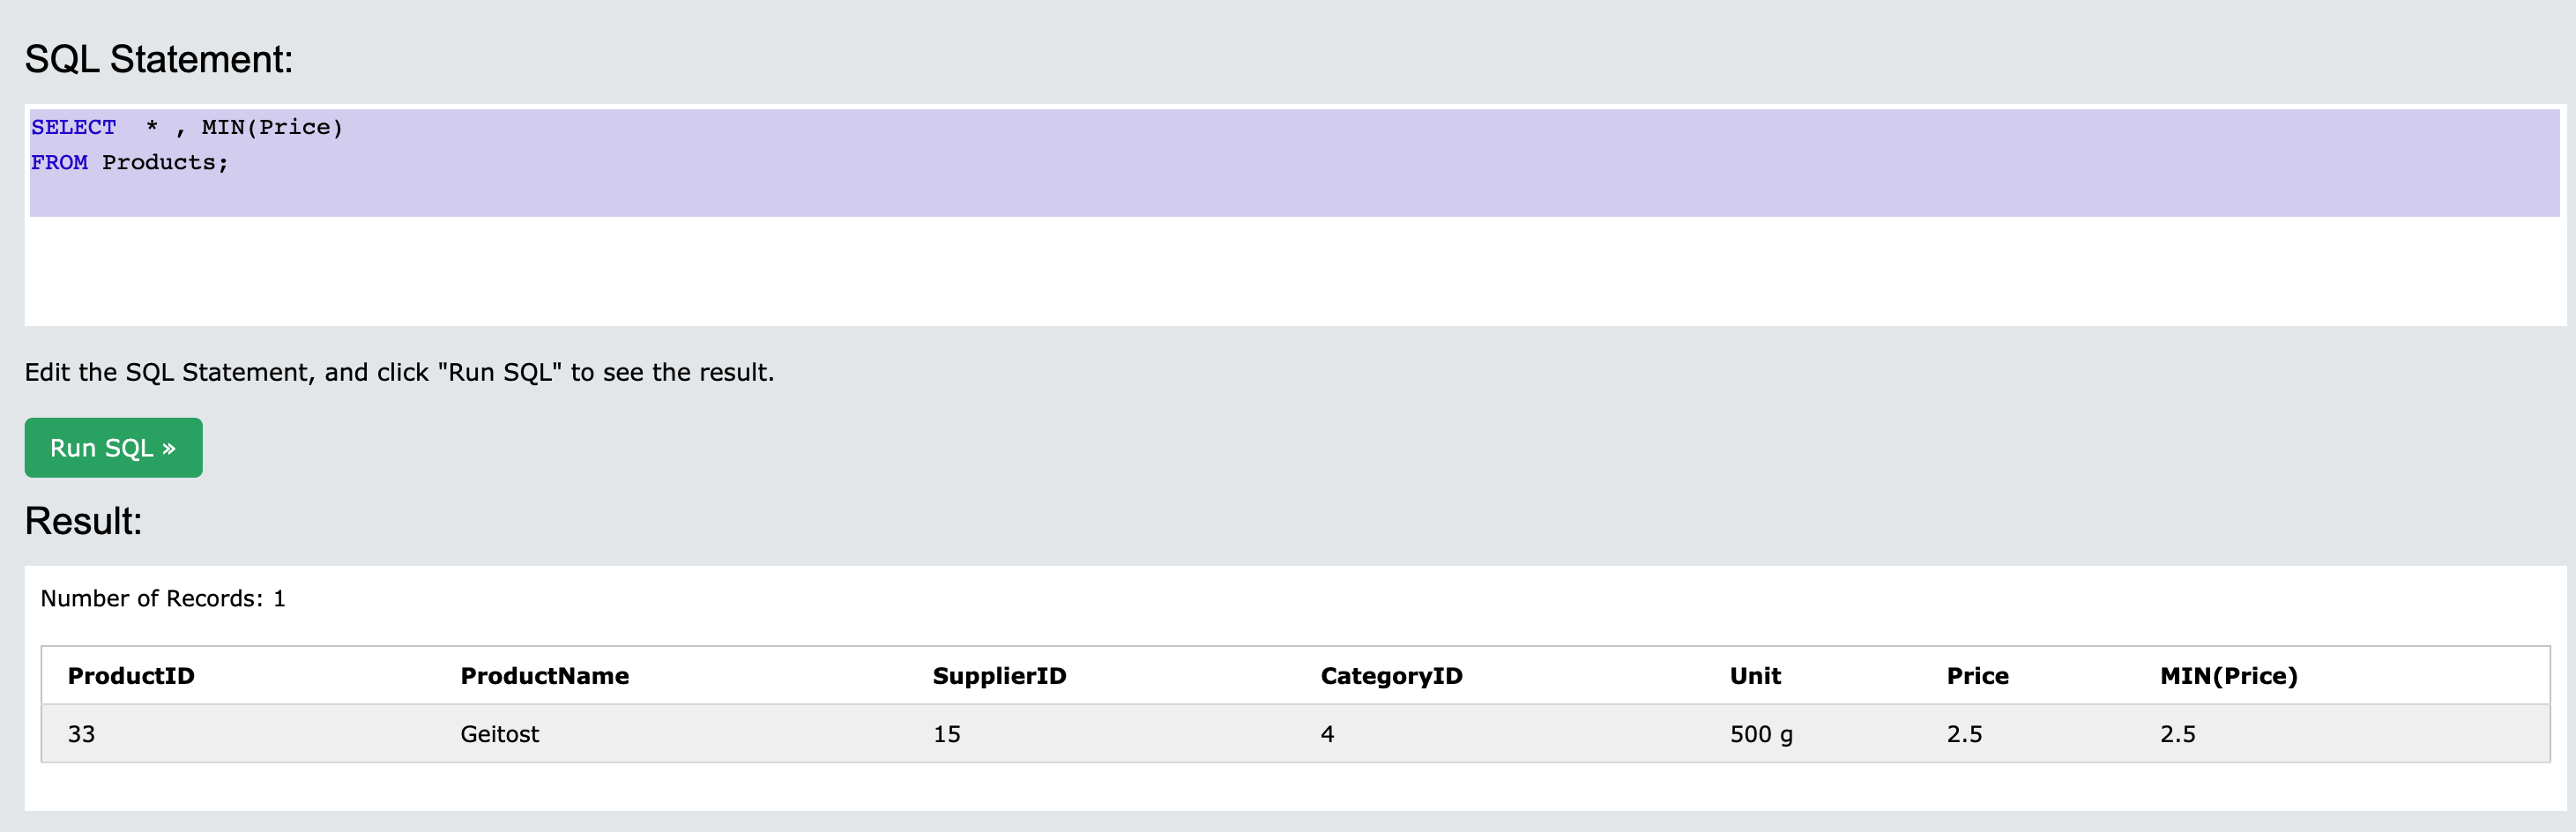 SQL Statement:
SELECT  * , MIN(Price)
FROM Products;
Edit the SQL Statement, and click "Run SQL" to see the result.
Run SQL »
Result:
Number of Records: 1
ProductID ProductName SupplierID CategoryID Unit Price MIN(Price)
33 Geitost 15 4 500 g 2.5 2.5